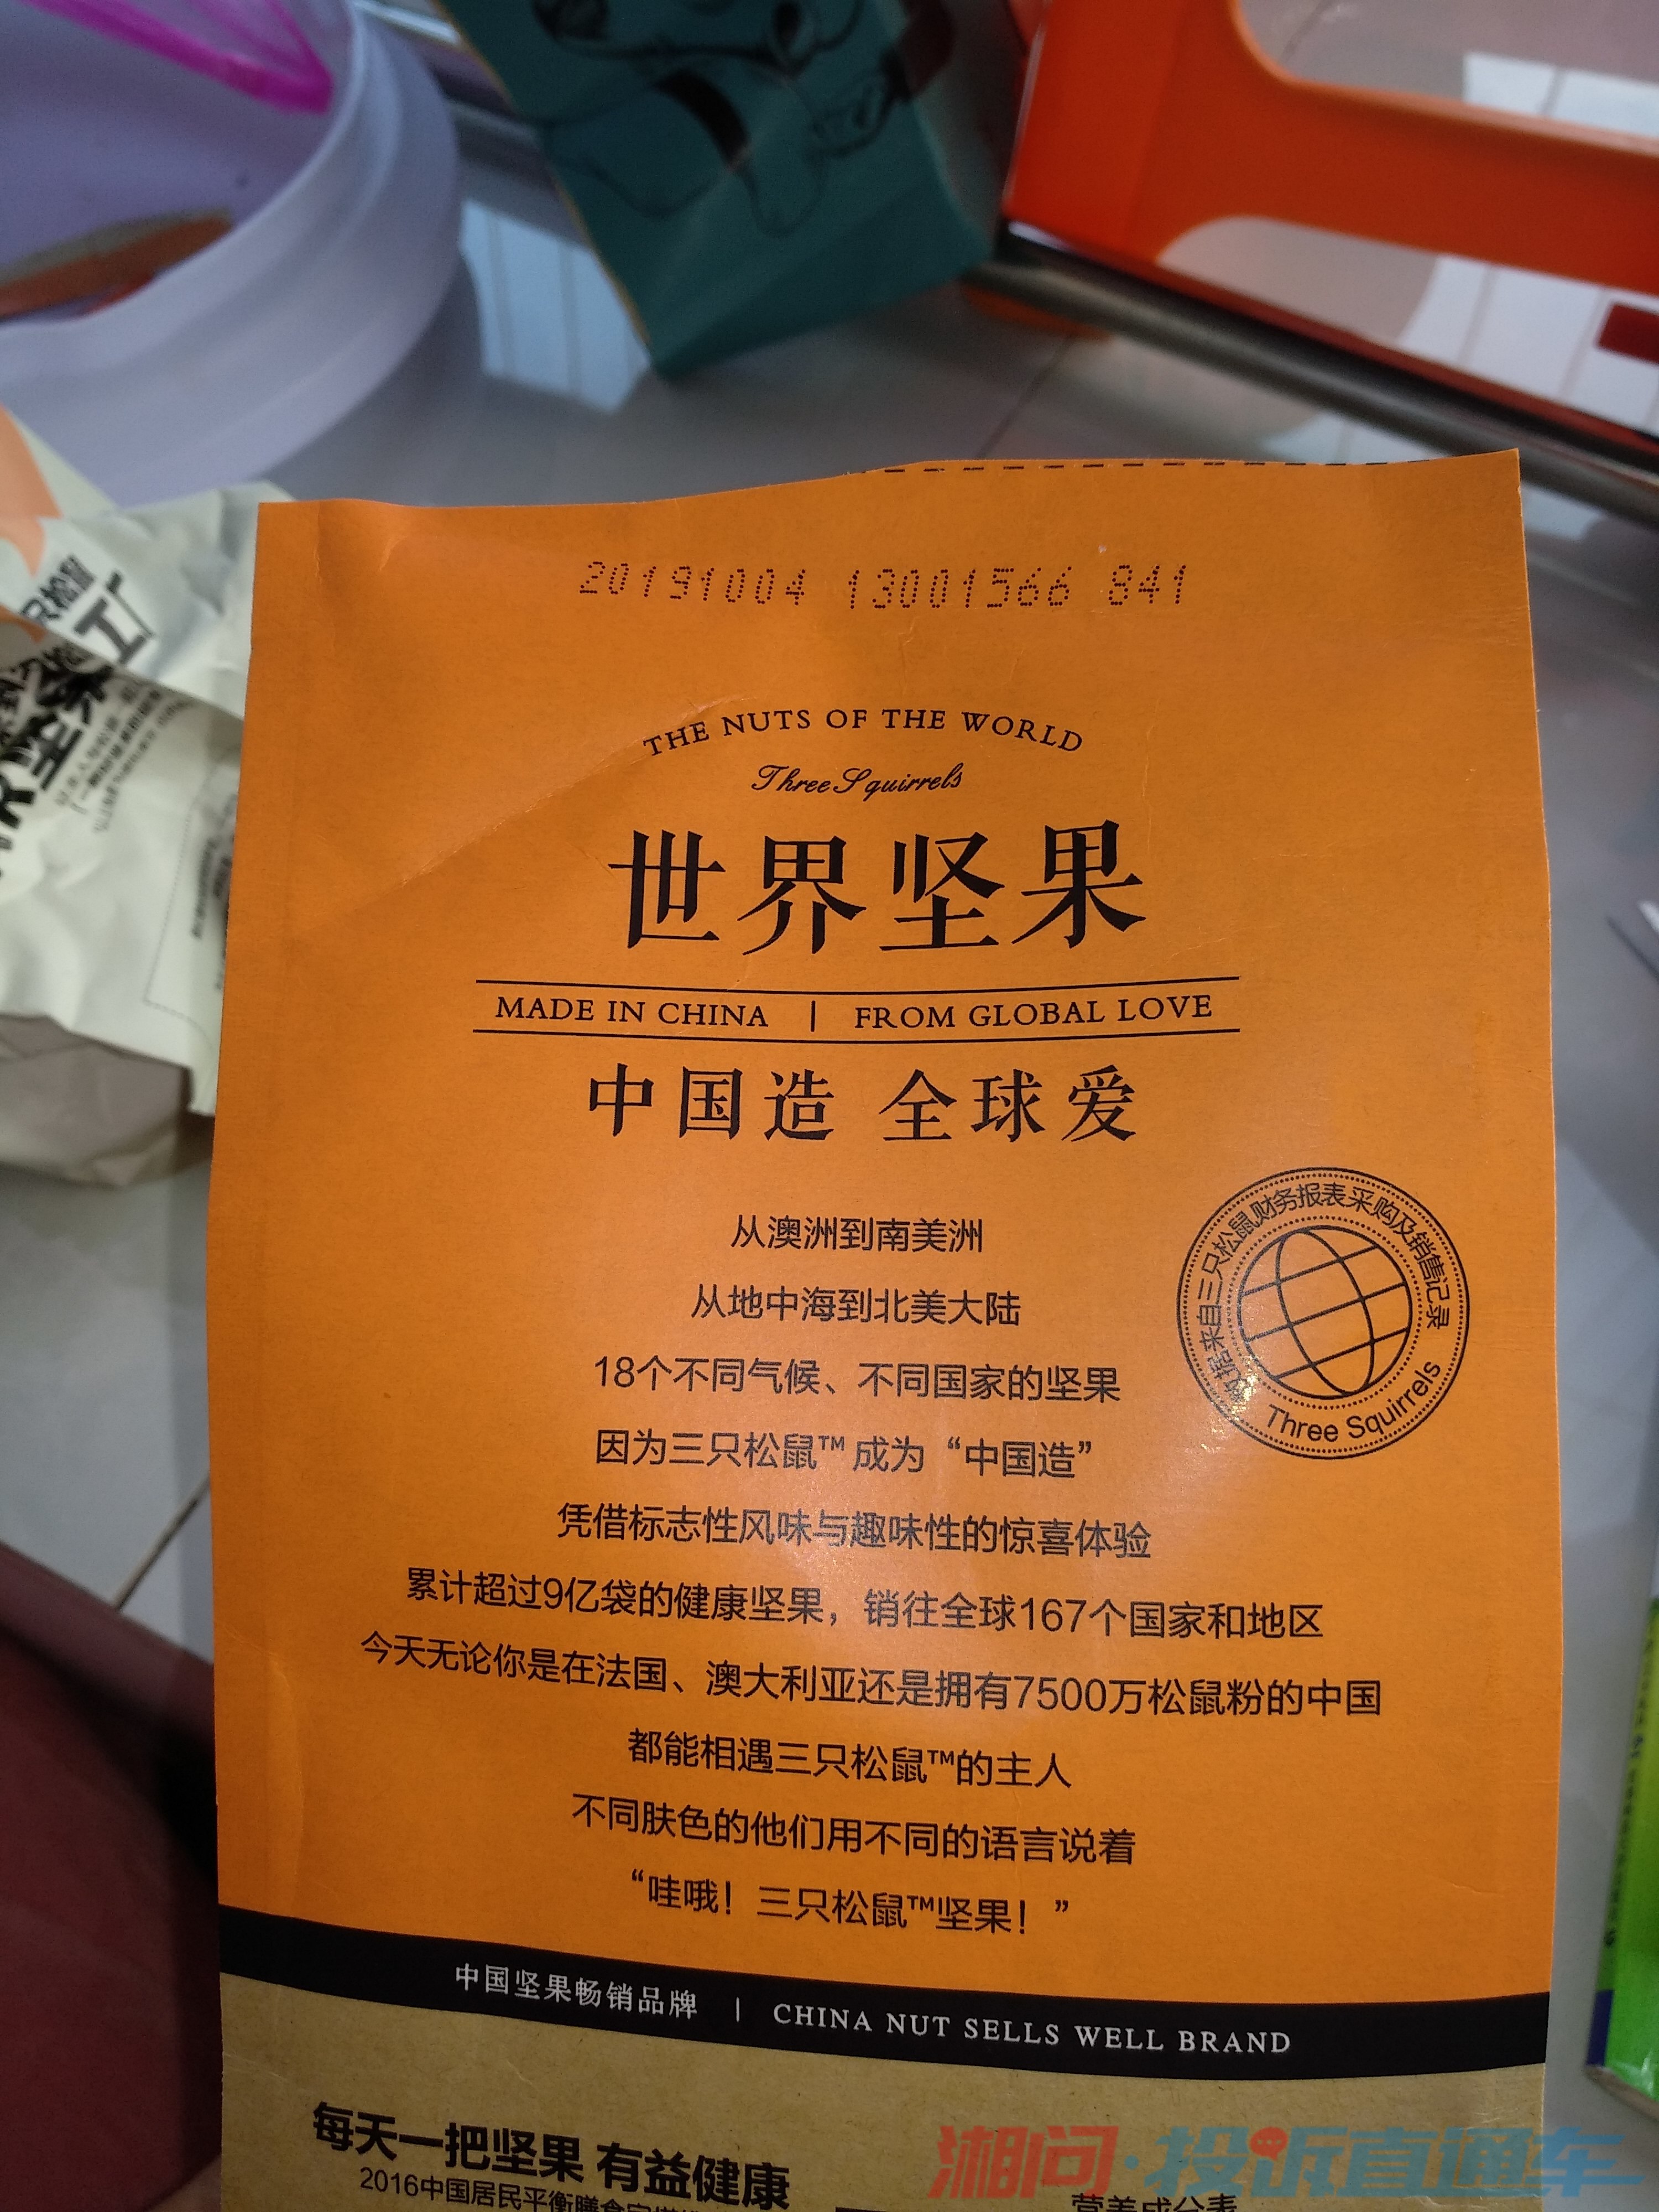 20191004 13001566 841
THE NUTS OF THE WORLD
Three Squirrels
世界坚果
MADE IN CHINA | FROM GLOBAL LOVE
中国造 全球爱
从澳洲到南美洲
从地中海到北美大陆
18个不同气候、不同国家的坚果
因为三只松鼠™成为“中国造”
凭借标志性风味与趣味性的惊喜体验
累计超过9亿袋的健康坚果，销往全球167个国家和地区
今天无论你是在法国、澳大利亚还是拥有7500万松鼠粉的中国
都能相遇三只松鼠™的主人
不同肤色的他们用不同的语言说着
“哇哦！三只松鼠™坚果！”
数据来自三只松鼠财务报表采购及销售记录
Three Squirrels
中国坚果畅销品牌 | CHINA NUT SELLS WELL BRAND
每天一把坚果 有益健康
2016中国居民平衡膳食
营养成分表
只松鼠
工厂
坚果
湘问·投诉直通车